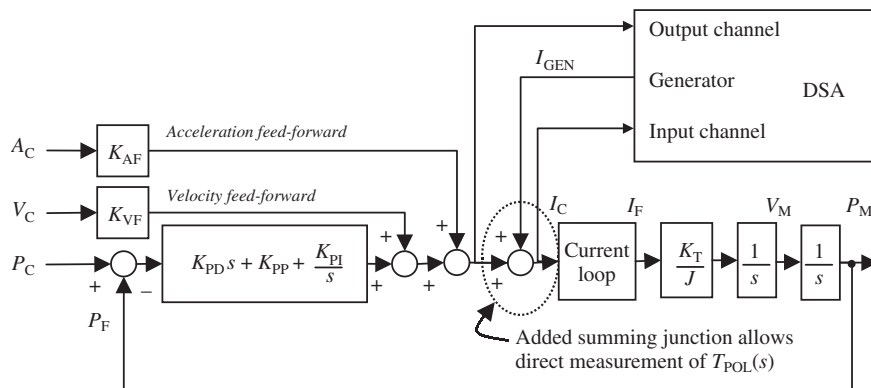 Output channel
I_GEN
Generator
DSA
Input channel
A_C
K_AF
Acceleration feed-forward
V_C
K_VF
Velocity feed-forward
I_C
I_F
V_M
P_M
P_C
K_PD s + K_PP + K_PI/s
Current
loop
K_T/J
1/s
1/s
+
−
+
+
+
+
+
+
P_F
Added summing junction allows
direct measurement of T_POL(s)